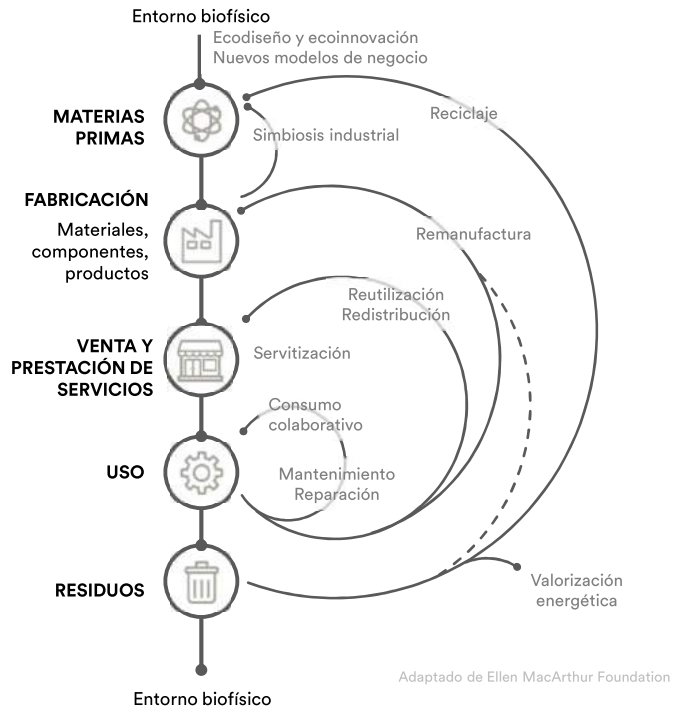 Entorno biofísico
Ecodiseño y ecoinnovación
Nuevos modelos de negocio
MATERIAS
PRIMAS
Reciclaje
Simbiosis industrial
FABRICACIÓN
Materiales,
componentes,
productos
Remanufactura
Reutilización
Redistribución
VENTA Y
PRESTACIÓN DE
SERVICIOS
Servitización
Consumo
colaborativo
USO
Mantenimiento
Reparación
RESIDUOS
Valorización
energética
Adaptado de Ellen MacArthur Foundation
Entorno biofísico